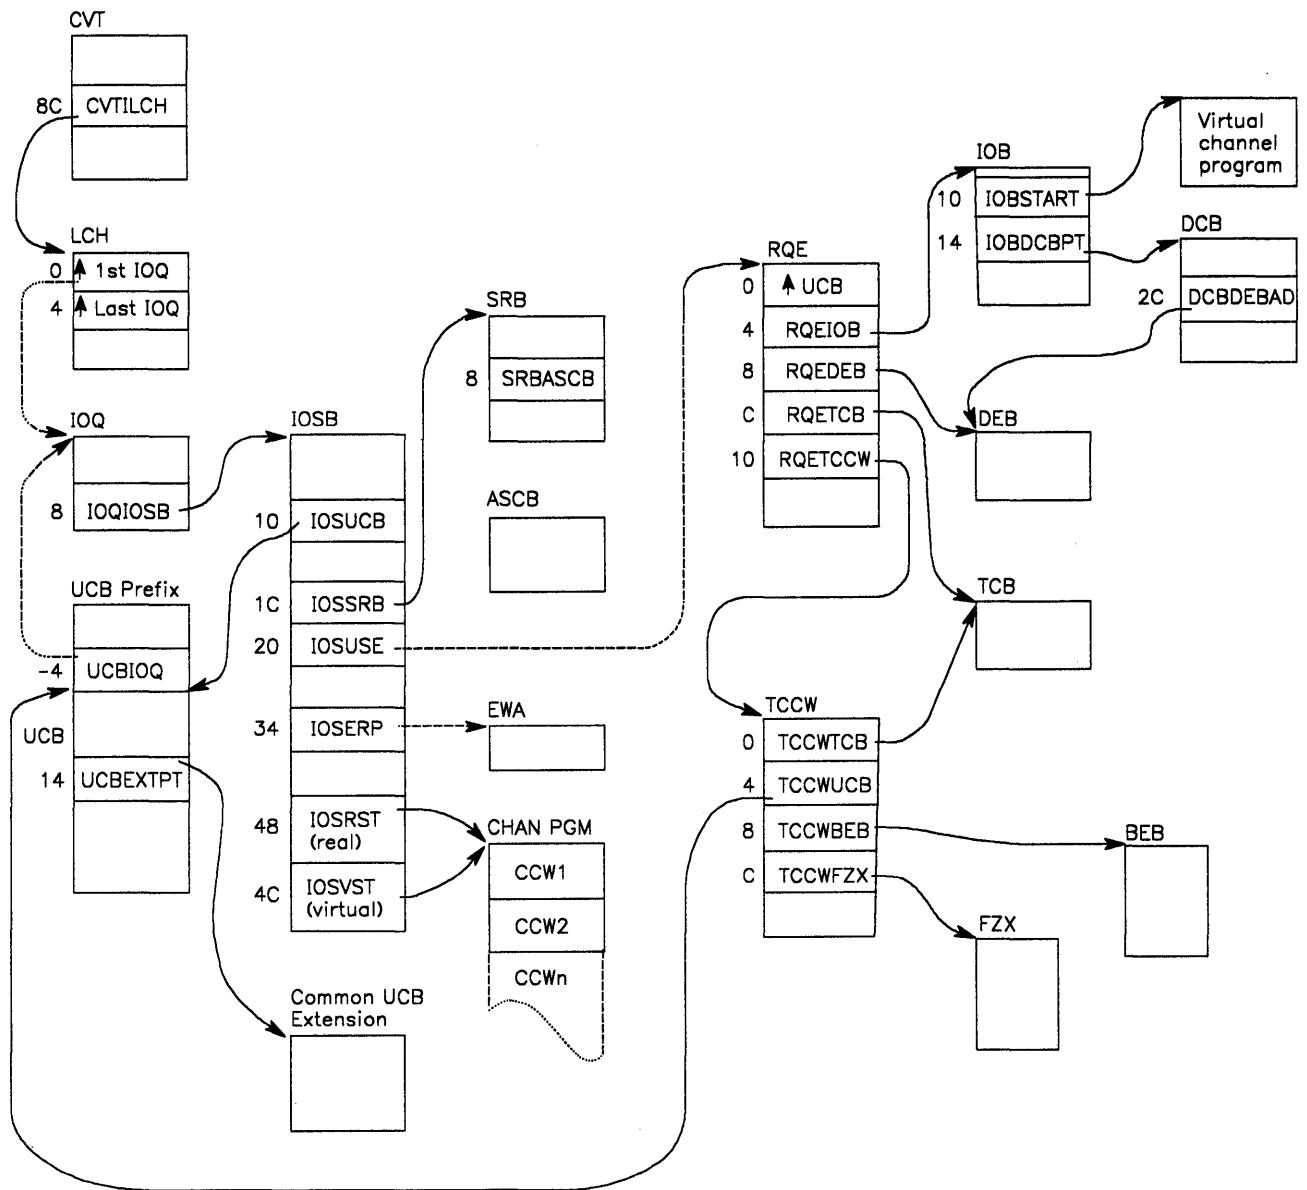 CVT
8C CVTILCH
LCH
0 ↑ 1st IOQ
4 ↑ Last IOQ
IOQ
8 IOQIOSB
UCB Prefix
-4 UCBIOQ
UCB
14 UCBEXTPT
IOSB
10 IOSUCB
1C IOSSRB
20 IOSUSE
34 IOSERP
48 IOSRST
(real)
4C IOSVST
(virtual)
Common UCB
Extension
SRB
8 SRBASCB
ASCB
EWA
CHAN PGM
CCW1
CCW2
CCWn
RQE
0 ↑ UCB
4 RQEIOB
8 RQEDEB
C RQETCB
10 RQETCCW
TCCW
0 TCCWTCB
4 TCCWUCB
8 TCCWBEB
C TCCWFZX
IOB
10 IOBSTART
14 IOBDCBPT
Virtual
channel
program
DCB
2C DCBDEBAD
DEB
TCB
BEB
FZX